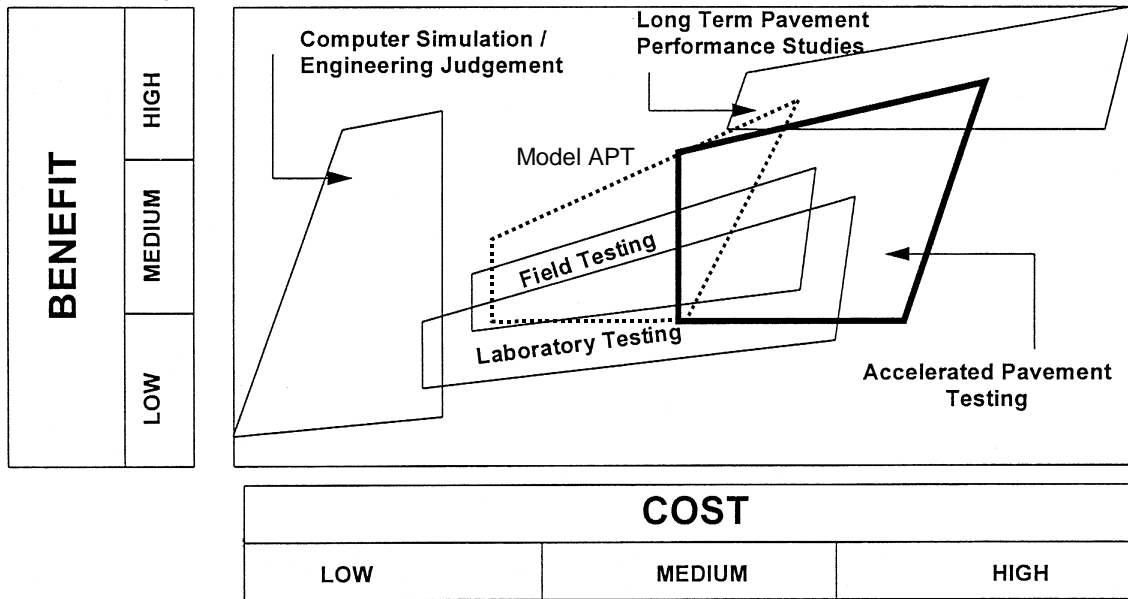 Computer Simulation /
Engineering Judgement
Long Term Pavement
Performance Studies
Model APT
Field Testing
Laboratory Testing
Accelerated Pavement
Testing
BENEFIT
HIGH
MEDIUM
LOW
COST
LOW
MEDIUM
HIGH